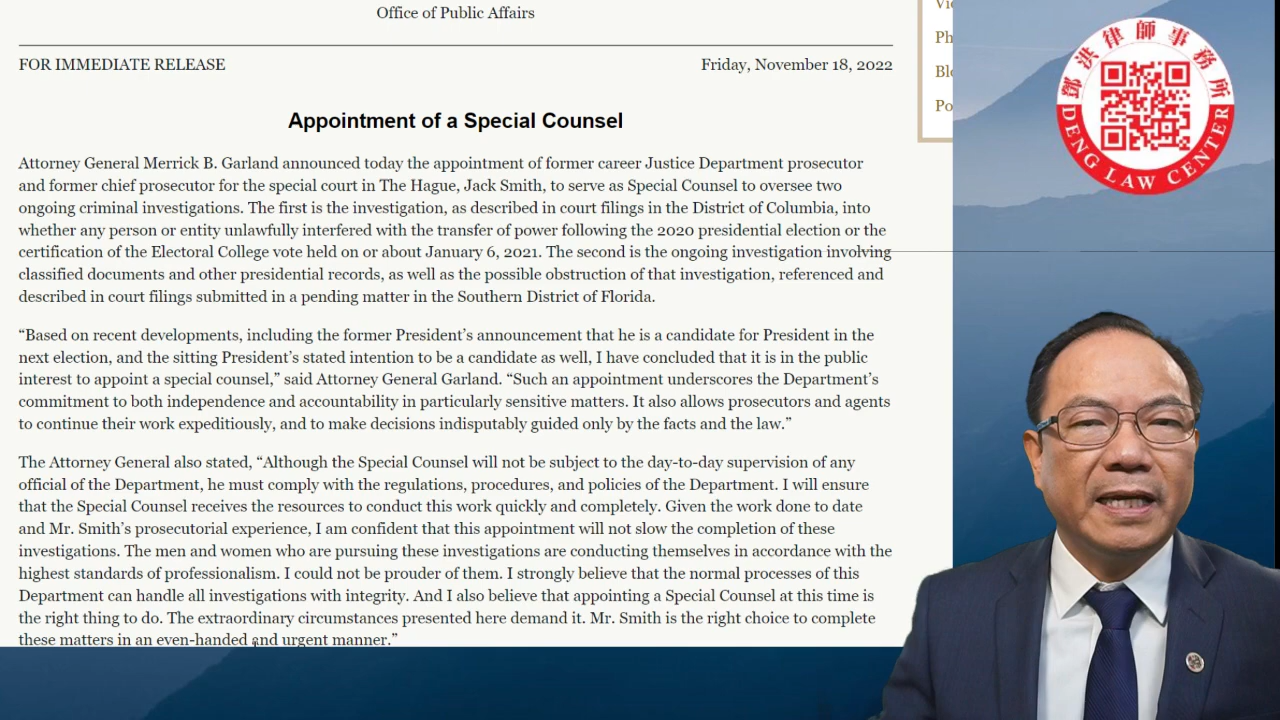 Office of Public Affairs
FOR IMMEDIATE RELEASE
Friday, November 18, 2022
Appointment of a Special Counsel
Attorney General Merrick B. Garland announced today the appointment of former career Justice Department prosecutor
and former chief prosecutor for the special court in The Hague, Jack Smith, to serve as Special Counsel to oversee two
ongoing criminal investigations. The first is the investigation, as described in court filings in the District of Columbia, into
whether any person or entity unlawfully interfered with the transfer of power following the 2020 presidential election or the
certification of the Electoral College vote held on or about January 6, 2021. The second is the ongoing investigation involving
classified documents and other presidential records, as well as the possible obstruction of that investigation, referenced and
described in court filings submitted in a pending matter in the Southern District of Florida.
“Based on recent developments, including the former President’s announcement that he is a candidate for President in the
next election, and the sitting President’s stated intention to be a candidate as well, I have concluded that it is in the public
interest to appoint a special counsel,” said Attorney General Garland. “Such an appointment underscores the Department’s
commitment to both independence and accountability in particularly sensitive matters. It also allows prosecutors and agents
to continue their work expeditiously, and to make decisions indisputably guided only by the facts and the law.”
The Attorney General also stated, “Although the Special Counsel will not be subject to the day-to-day supervision of any
official of the Department, he must comply with the regulations, procedures, and policies of the Department. I will ensure
that the Special Counsel receives the resources to conduct this work quickly and completely. Given the work done to date
and Mr. Smith’s prosecutorial experience, I am confident that this appointment will not slow the completion of these
investigations. The men and women who are pursuing these investigations are conducting themselves in accordance with the
highest standards of professionalism. I could not be prouder of them. I strongly believe that the normal processes of this
Department can handle all investigations with integrity. And I also believe that appointing a Special Counsel at this time is
the right thing to do. The extraordinary circumstances presented here demand it. Mr. Smith is the right choice to complete
these matters in an even-handed and urgent manner.”
Ph
Po
鄧洪律師事務所
DENG LAW CENTER